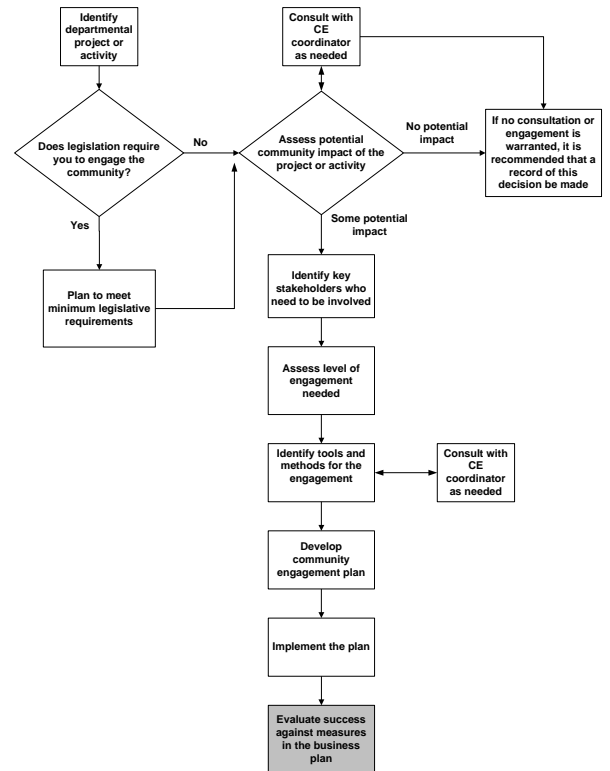 Identify
departmental
project or
activity
Consult with
CE
coordinator
as needed
Does legislation require
you to engage the
community?
No
Assess potential
community impact of the
project or activity
No potential
impact
If no consultation or
engagement is
warranted, it is
recommended that a
record of this
decision be made
Yes
Some potential
impact
Plan to meet
minimum legislative
requirements
Identify key
stakeholders who
need to be involved
Assess level of
engagement
needed
Identify tools and
methods for the
engagement
Consult with
CE
coordinator
as needed
Develop
community
engagement plan
Implement the plan
Evaluate success
against measures
in the business
plan